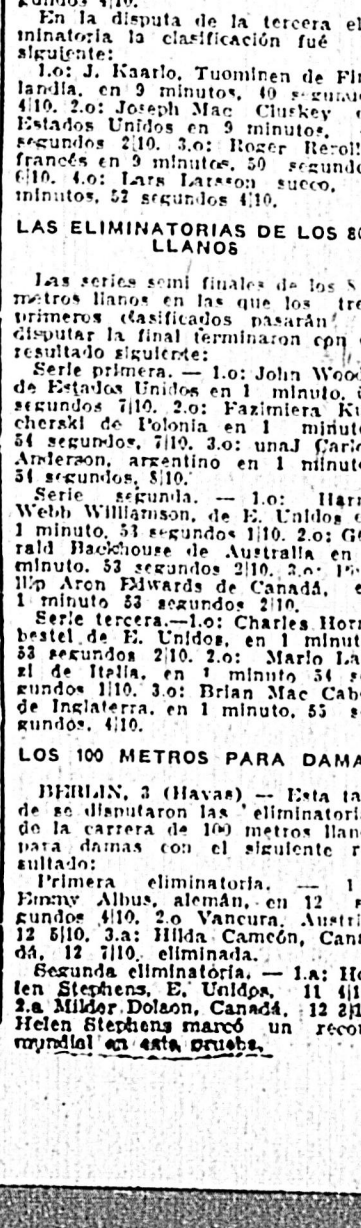 En la disputa de la tercera el
minatoria la clasificación fué
siguiente:
1.o: J. Kaarlo, Tuominen de Fi
landia, en 9 minutos, 40
4|10. 2.o: Joseph Mac Cluskey
Estados Unidos en 9 minutos,
segundos 2|10. 3.o: Roger Reroll
francés en 9 minutos, 50 segundo
6|10. 4.o: Lars Larsson sueco,
minutos, 52 segundos 4|10.
LAS ELIMINATORIAS DE LOS 80
LLANOS
Las series semi finales de los 8
metros llanos en las que los tre
primeros clasificados pasarán
disputar la final terminaron con
resultado siguiente:
Serie primera. — 1.o: John Wood
de Estados Unidos en 1 minuto,
segundos 7|10. 2.o: Fazimiera Ku
cherski de Polonia en 1 minuto
54 segundos, 7|10. 3.o: unaJ Carlo
Anderson, argentino en 1 minuto
54 segundos, 8|10.
Serie segunda. — 1.o: Harr
Webb Williamson, de E. Unidos
1 minuto, 53 segundos 1|10. 2.o: Ge
rald Backhouse de Australia en
minuto, 53 segundos 2|10. 3.o: Ph
llip Aron Edwards de Canadá, e
1 minuto 53 segundos 2|10.
Serie tercera.—1.o: Charles Horn
bestel de E. Unidos, en 1 minut
53 segundos 2|10. 2.o: Mario La
zi de Italia, en 1 minuto 54 se
gundos 1|10. 3.o: Brian Mac Cab
de Inglaterra, en 1 minuto, 55 se
gundos, 4|10.
LOS 100 METROS PARA DAMA
BERLIN, 3 (Havas) — Esta ta
de se disputaron las eliminatori
de la carrera de 100 metros llan
para damas con el siguiente r
sultado:
Primera eliminatoria. — 1
Emmy Albus, alemán, en 12 s
gundos 4|10. 2.o Vancura, Austri
12 5|10. 3.a: Hilda Cameón, Can
dá, 12 7|10. eliminada.
Segunda eliminatoria. — 1.a: He
len Stephens, E. Unidos, 11 4|1
2.a Milder Dolson, Canadá, 12 2|1
Helen Stephens marcó un reco
mundial en esta prueba.